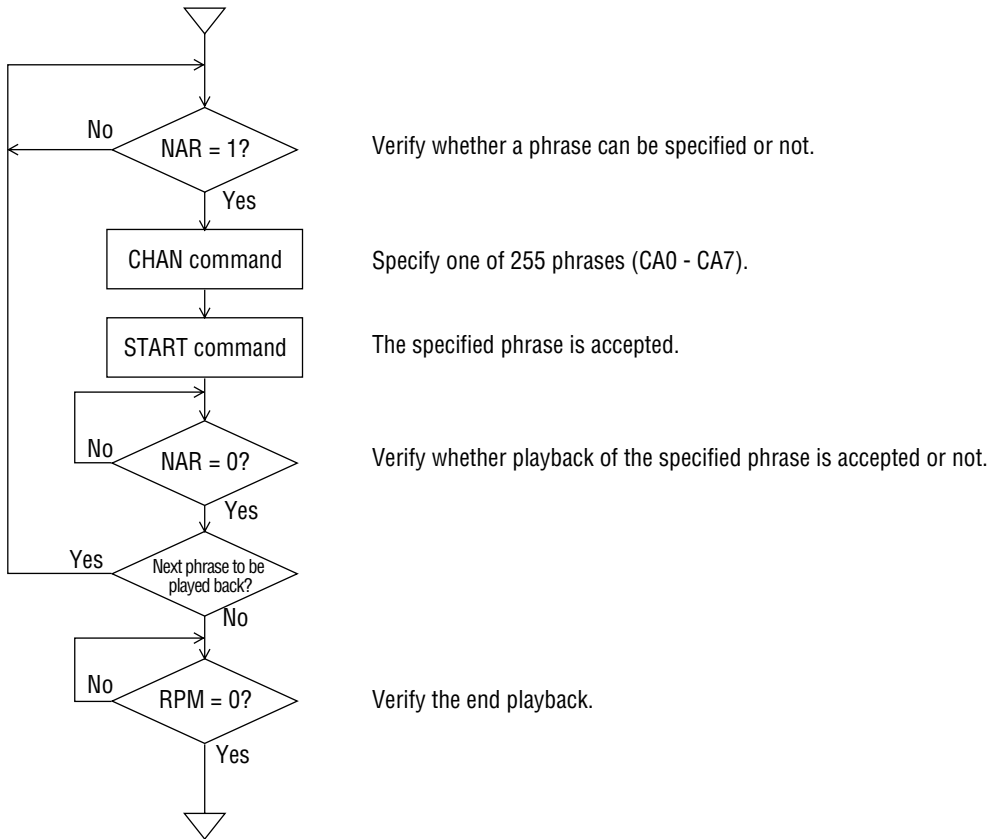 No
NAR = 1?
Verify whether a phrase can be specified or not.
Yes
CHAN command
Specify one of 255 phrases (CA0 - CA7).
START command
The specified phrase is accepted.
No
NAR = 0?
Verify whether playback of the specified phrase is accepted or not.
Yes
Yes
Next phrase to be
played back?
No
No
RPM = 0?
Verify the end playback.
Yes